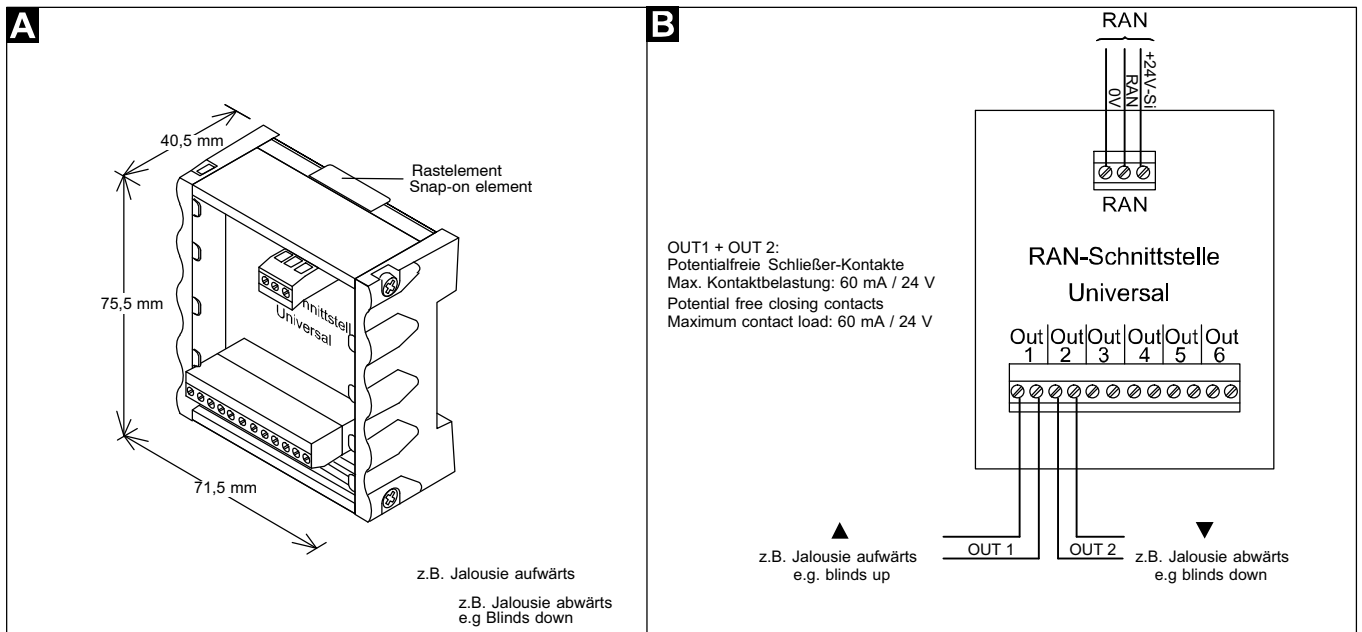 A
40,5 mm
Rastelement
Snap-on element
75,5 mm
hnittstell
Universal
71,5 mm
z.B. Jalousie aufwärts
z.B. Jalousie abwärts
e.g Blinds down
B
RAN
0V
RAN
+24V-Si
RAN
OUT1 + OUT 2:
Potentialfreie Schließer-Kontakte
Max. Kontaktbelastung: 60 mA / 24 V
Potential free closing contacts
Maximum contact load: 60 mA / 24 V
RAN-Schnittstelle
Universal
Out Out Out Out Out Out
1 2 3 4 5 6
OUT 1 OUT 2
z.B. Jalousie aufwärts
e.g. blinds up
z.B. Jalousie abwärts
e.g blinds down